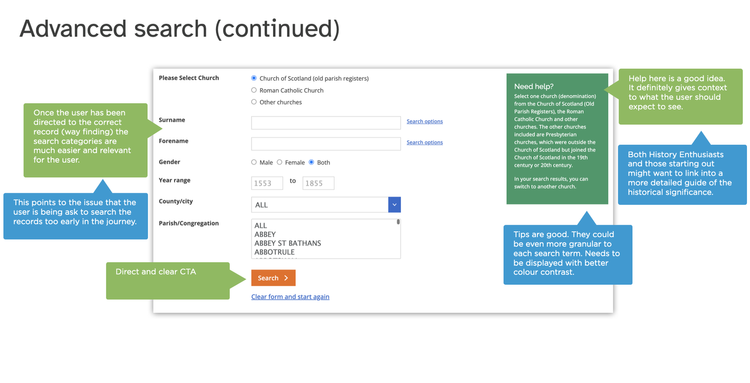 Advanced search (continued)
Please Select Church
Church of Scotland (old parish registers)
Roman Catholic Church
Other churches
Surname
Search options
Forename
Search options
Gender
Male
Female
Both
Year range
1553
to
1855
County/city
ALL
Parish/Congregation
ALL
ABBEY
ABBEY ST BATHANS
ABBOTRULE
Search
Clear form and start again
Need help?
Select one church (denomination)
from the Church of Scotland (Old
Parish Registers), the Roman
Catholic Church and other
churches. The other churches
included are Presbyterian
churches, which were outside the
Church of Scotland but joined the
Church of Scotland in the 19th
century or 20th century.
In your search results, you can
switch to another church.
Once the user has been
directed to the correct
record (way finding) the
search categories are
much easier and relevant
for the user.
This points to the issue that the
user is being ask to search the
records too early in the journey.
Direct and clear CTA
Help here is a good idea.
It definitely gives context
to what the user should
expect to see.
Both History Enthusiasts
and those starting out
might want to link into a
more detailed guide of the
historical significance.
Tips are good. They could
be even more granular to
each search term. Needs to
be displayed with better
colour contrast.